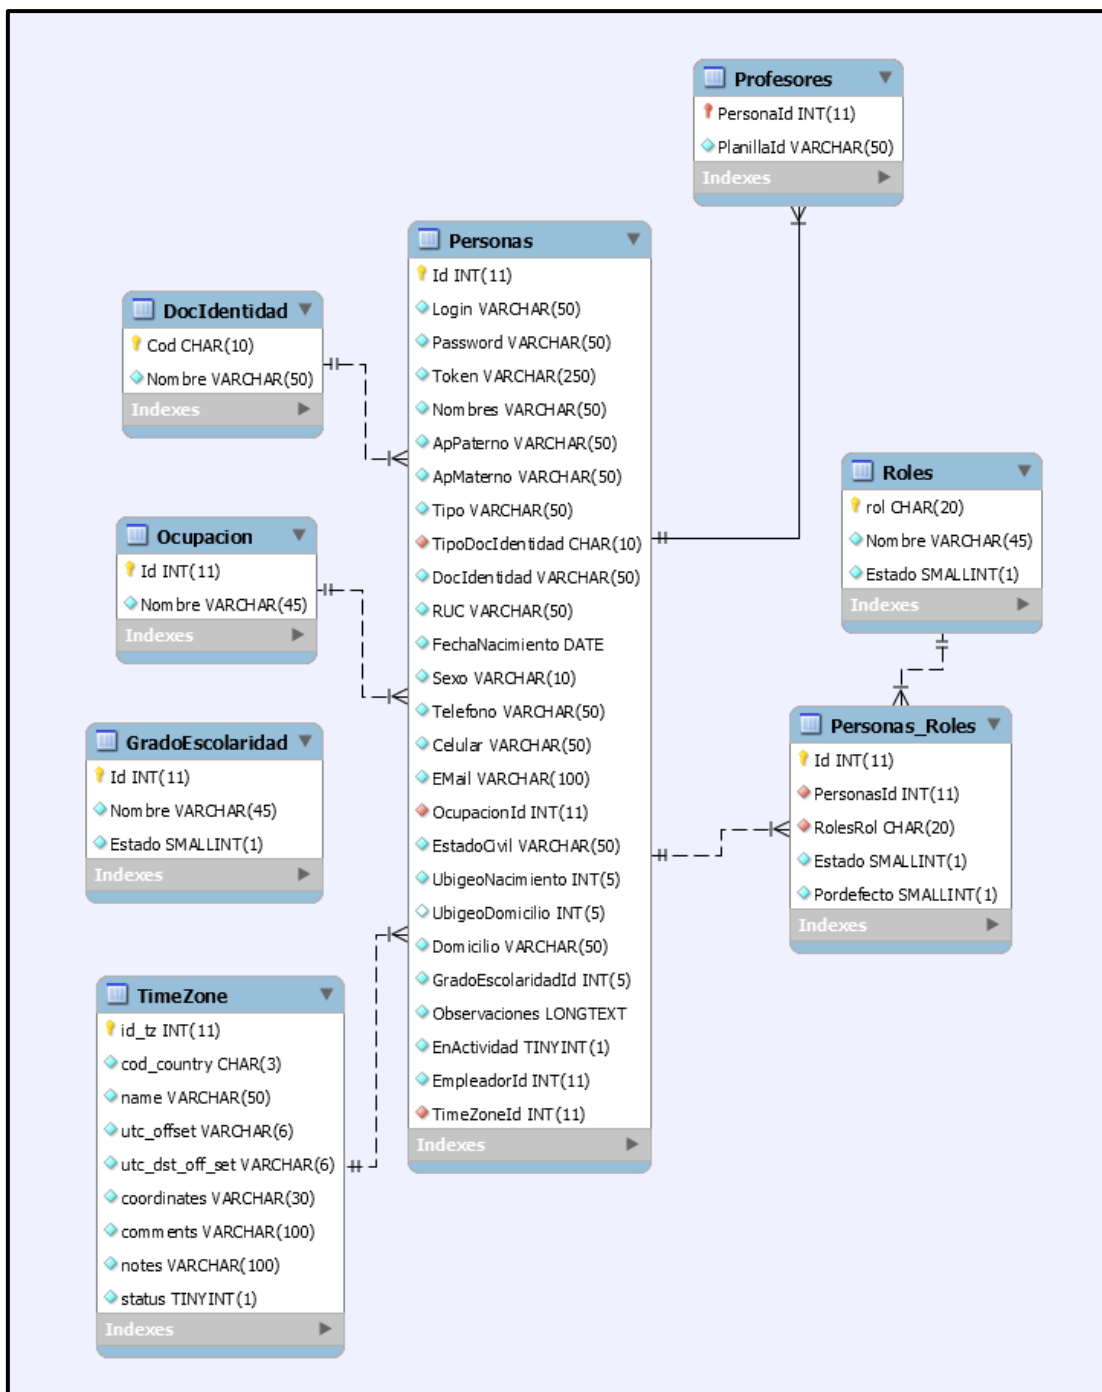 Profesores
PersonaId INT(11)
PlanillaId VARCHAR(50)
Indexes
Personas
Id INT(11)
Login VARCHAR(50)
Password VARCHAR(50)
Token VARCHAR(250)
Nombres VARCHAR(50)
ApPaterno VARCHAR(50)
ApMaterno VARCHAR(50)
Tipo VARCHAR(50)
TipoDocIdentidad CHAR(10)
DocIdentidad VARCHAR(50)
RUC VARCHAR(50)
FechaNacimiento DATE
Sexo VARCHAR(10)
Telefono VARCHAR(50)
Celular VARCHAR(50)
EMail VARCHAR(100)
OcupacionId INT(11)
EstadoCivil VARCHAR(50)
UbigeoNacimiento INT(5)
UbigeoDomicilio INT(5)
Domicilio VARCHAR(50)
GradoEscolaridadId INT(5)
Observaciones LONGTEXT
EnActividad TINYINT(1)
EmpleadorId INT(11)
TimeZoneId INT(11)
Indexes
DocIdentidad
Cod CHAR(10)
Nombre VARCHAR(50)
Indexes
Ocupacion
Id INT(11)
Nombre VARCHAR(45)
Indexes
GradoEscolaridad
Id INT(11)
Nombre VARCHAR(45)
Estado SMALLINT(1)
Indexes
TimeZone
id_tz INT(11)
cod_country CHAR(3)
name VARCHAR(50)
utc_offset VARCHAR(6)
utc_dst_off_set VARCHAR(6)
coordinates VARCHAR(30)
comments VARCHAR(100)
notes VARCHAR(100)
status TINYINT(1)
Indexes
Roles
rol CHAR(20)
Nombre VARCHAR(45)
Estado SMALLINT(1)
Indexes
Personas_Roles
Id INT(11)
PersonasId INT(11)
RolesRol CHAR(20)
Estado SMALLINT(1)
Pordefecto SMALLINT(1)
Indexes